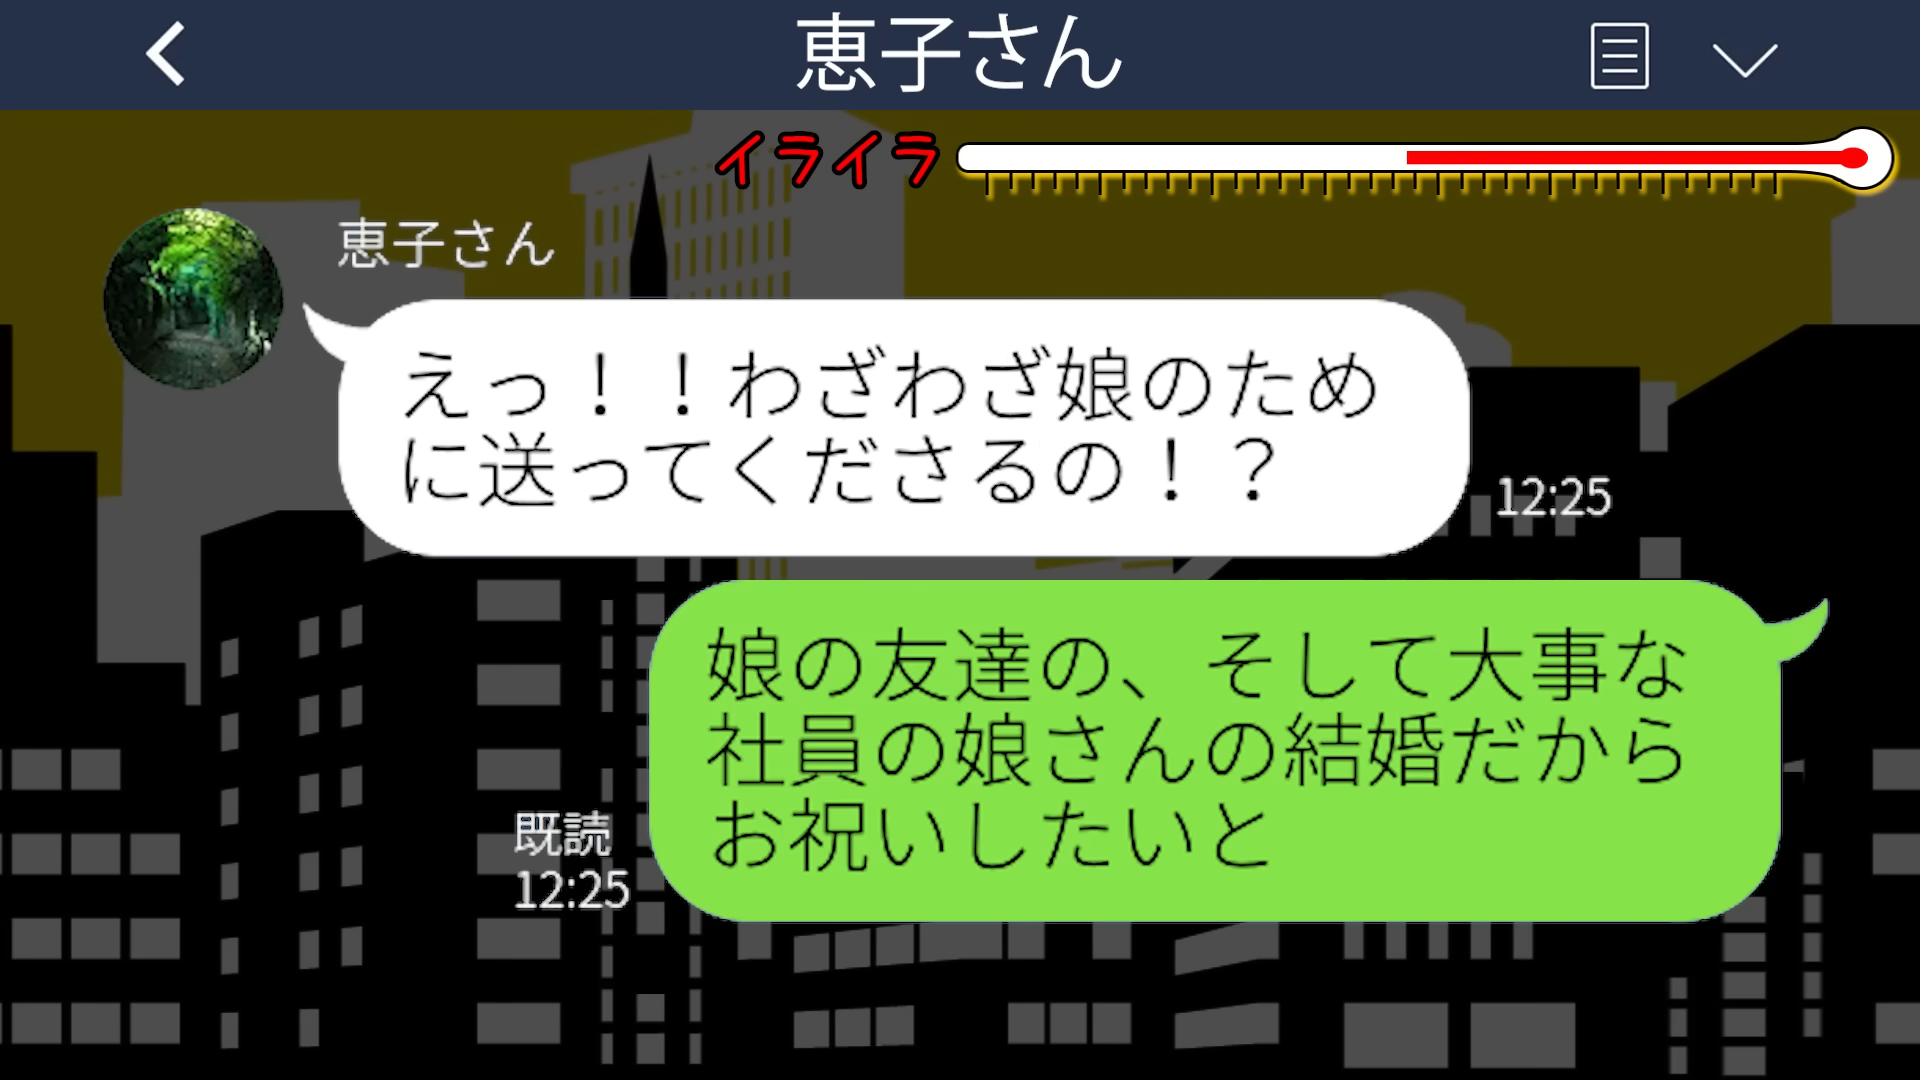 恵子さん
イライラ
恵子さん
えっ！！わざわざ娘のため
に送ってくださるの！？
12:25
娘の友達の、そして大事な
社員の娘さんの結婚だから
お祝いしたいと
既読
12:25